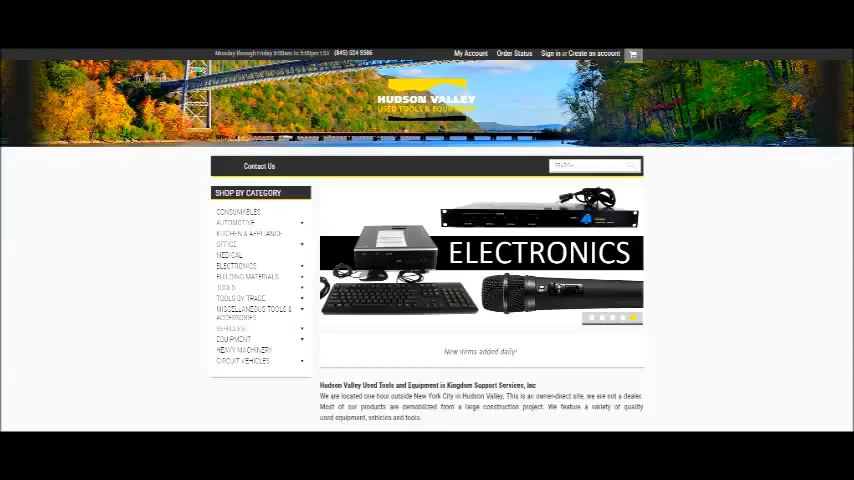 Monday through Friday 8:00am to 5:00pm EST (845) 524 9586
My Account Order Status Sign in or Create an account
HUDSON VALLEY
USED TOOLS & EQUIPMENT
Contact Us
SEARCH
SHOP BY CATEGORY
CONSUMABLES
AUTOMOTIVE
KITCHEN & APPLIANCE
OFFICE
MEDICAL
ELECTRONICS
BUILDING MATERIALS
TOOLS
TOOLS BY TRADE
MISCELLANEOUS TOOLS &
ACCESSORIES
VEHICLES
EQUIPMENT
HEAVY MACHINERY
CIRCUIT VEHICLES
ELECTRONICS
New items added daily!
Hudson Valley Used Tools and Equipment is Kingdom Support Services, Inc
We are located one hour outside New York City in Hudson Valley. This is an owner-direct site, we are not a dealer.
Most of our products are demobilized from a large construction project. We feature a variety of quality
used equipment, vehicles and tools.